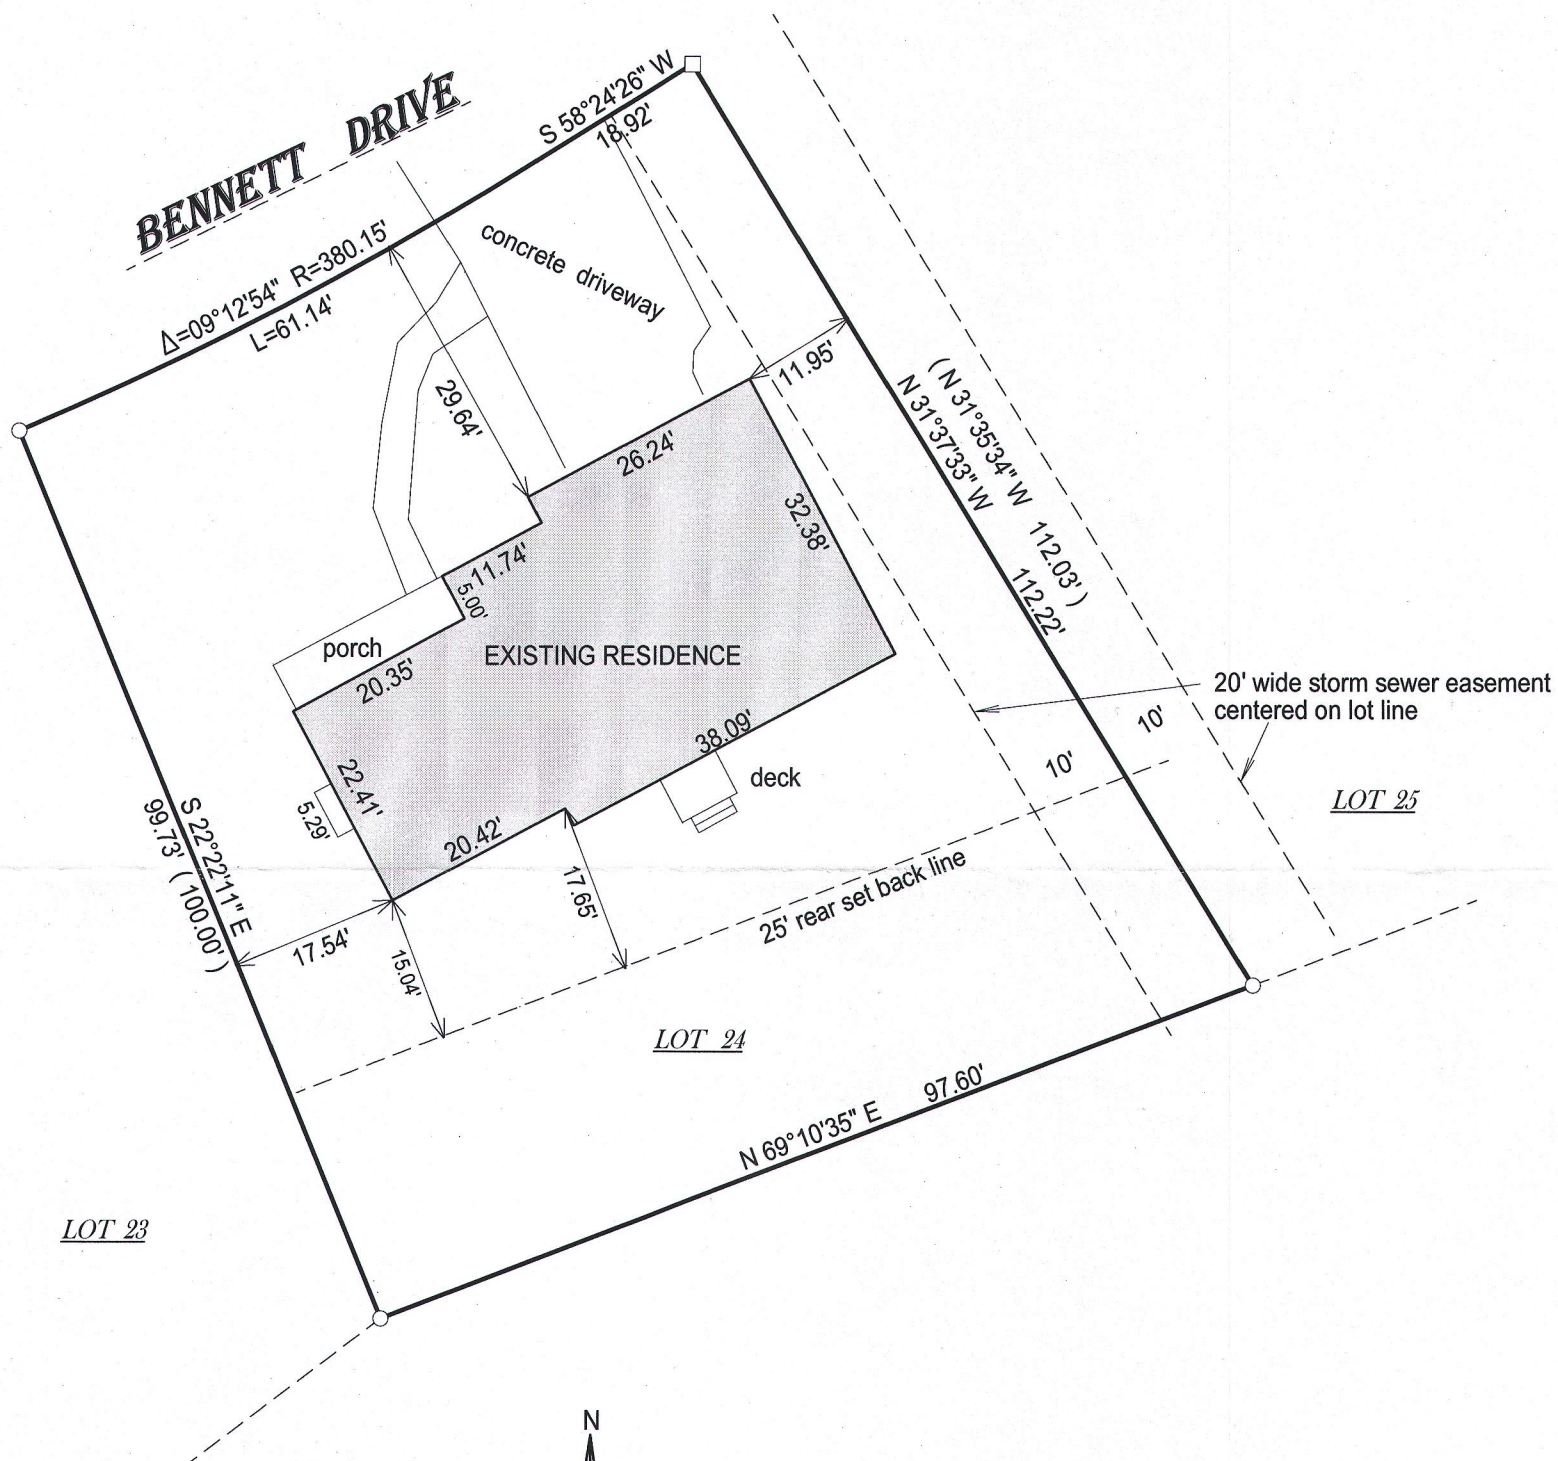 BENNETT DRIVE
S 58°24'26" W
18.92'
Δ=09°12'54" R=380.15'
L=61.14'
concrete driveway
29.64'
11.95'
26.24'
( N 31°35'34" W 112.03' )
N 31°37'33" W 112.22'
32.38'
11.74'
5.00'
porch
20.35'
EXISTING RESIDENCE
20' wide storm sewer easement
centered on lot line
10'
10'
38.09'
deck
22.41'
5.29'
LOT 25
S 22°22'11" E
99.73' ( 100.00' )
20.42'
17.65'
25' rear set back line
17.54'
15.04'
LOT 24
N 69°10'35" E 97.60'
LOT 23
N